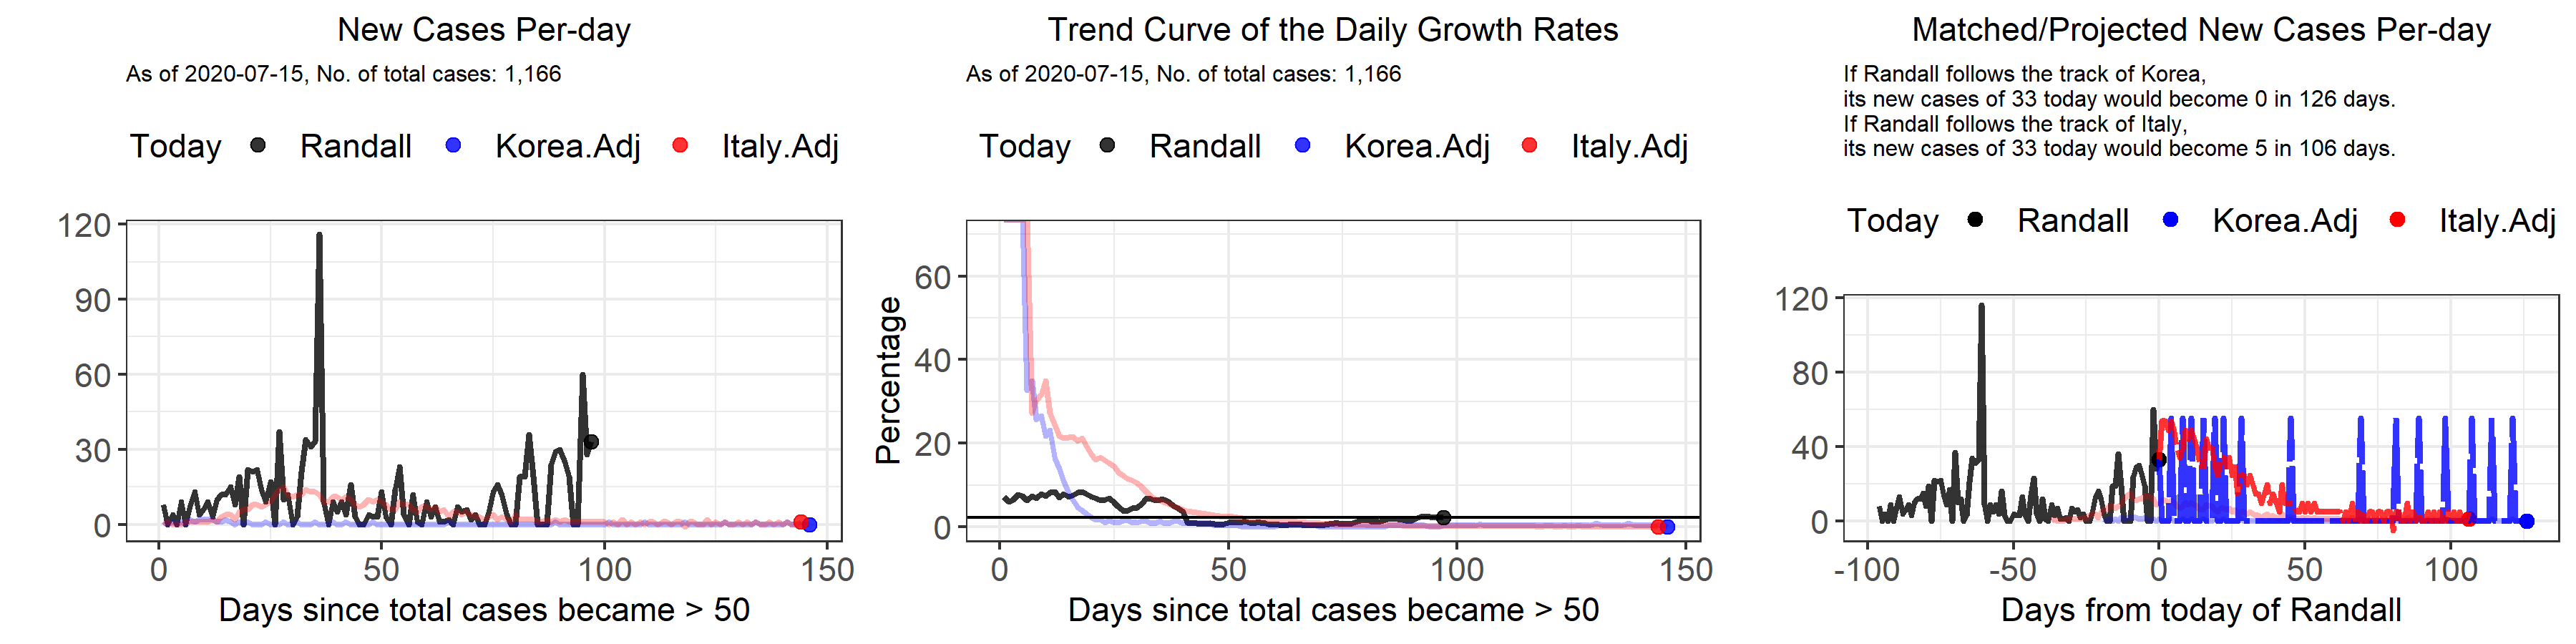 New Cases Per-day
As of 2020-07-15, No. of total cases: 1,166
Today Randall Korea.Adj Italy.Adj
120
90
60
30
0
0 50 100 150
Days since total cases became > 50
Trend Curve of the Daily Growth Rates
As of 2020-07-15, No. of total cases: 1,166
Today Randall Korea.Adj Italy.Adj
Percentage
60
40
20
0
0 50 100 150
Days since total cases became > 50
Matched/Projected New Cases Per-day
If Randall follows the track of Korea,
its new cases of 33 today would become 0 in 126 days.
If Randall follows the track of Italy,
its new cases of 33 today would become 5 in 106 days.
Today Randall Korea.Adj Italy.Adj
120
80
40
0
-100 -50 0 50 100
Days from today of Randall